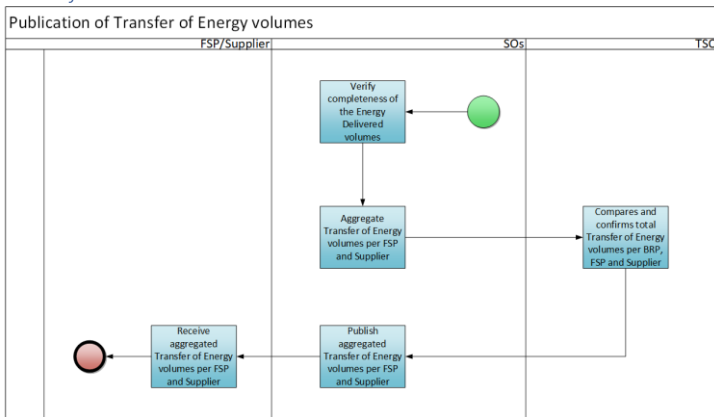 Publication of Transfer of Energy volumes
FSP/Supplier
SOs
TSO
Verify
completeness of
the Energy
Delivered
volumes
Aggregate
Transfer of Energy
volumes per FSP
and Supplier
Compares and
confirms total
Transfer of Energy
volumes per BRP,
FSP and Supplier
Receive
aggregated
Transfer of Energy
volumes per FSP
and Supplier
Publish
aggregated
Transfer of Energy
volumes per FSP
and Supplier